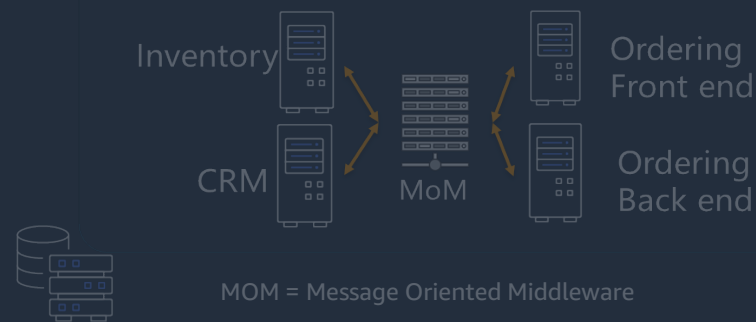 Inventory
Ordering
Front end
CRM
MoM
Ordering
Back end
MOM = Message Oriented Middleware